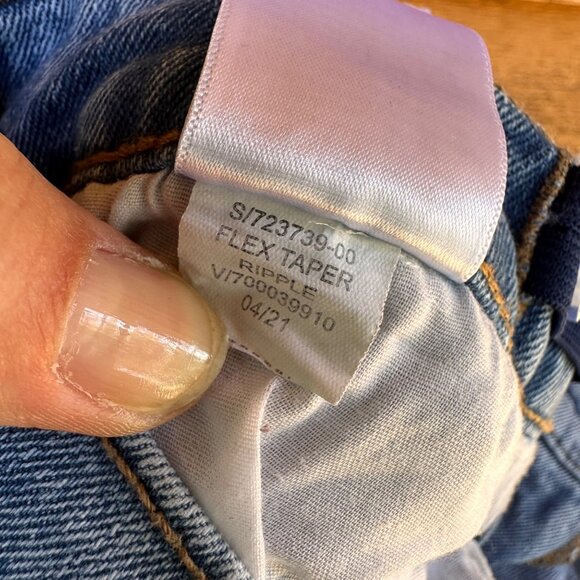 S/723739-00
FLEX TAPER
RIPPLE
V/700039910
04/21